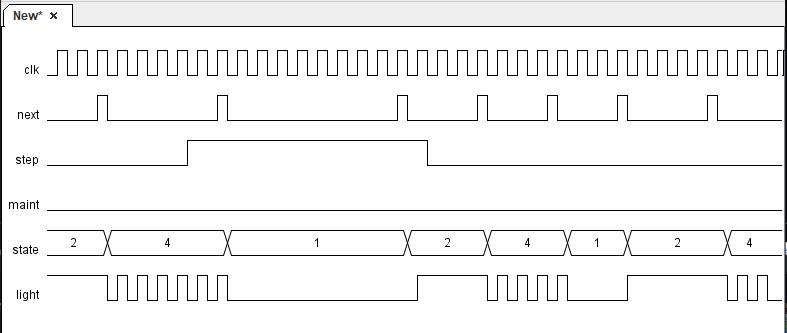 New* ×
clk
next
step
maint
state 2 4 1 2 4 1 2 4
light